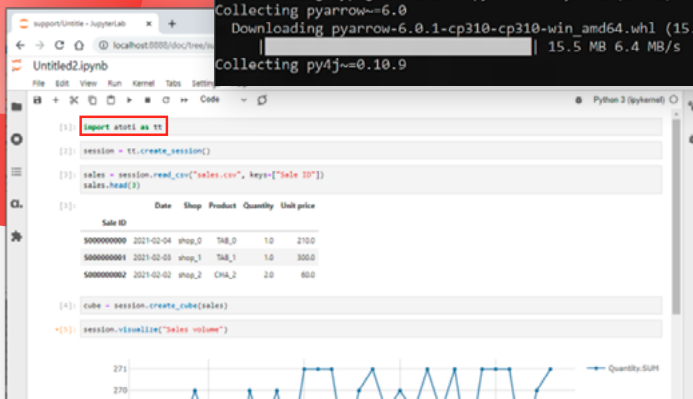 Collecting pyarrow~=6.0
Downloading pyarrow-6.0.1-cp310-cp310-win_amd64.whl (15.
| | 15.5 MB 6.4 MB/s
Collecting py4j~=0.10.9
support/Untitle - JupyterLab
localhost:8888/doc/tree/su
Untitled2.ipynb
File Edit View Run Kernel Tabs Setting
Code Python 3 (ipykernel)
[1]: import atoti as tt
[2]: session = tt.create_session()
[3]: sales = session.read_csv("sales.csv", keys=["Sale ID"])
sales.head(3)
[3]: Date Shop Product Quantity Unit price
Sale ID
S000000000 2021-02-04 shop_0 TAB_0 1.0 210.0
S000000001 2021-02-03 shop_1 TAB_1 1.0 300.0
S000000002 2021-02-02 shop_2 CHA_2 2.0 60.0
[4]: cube = session.create_cube(sales)
[5]: session.visualize("Sales volume")
271
270
Quantity.SUM